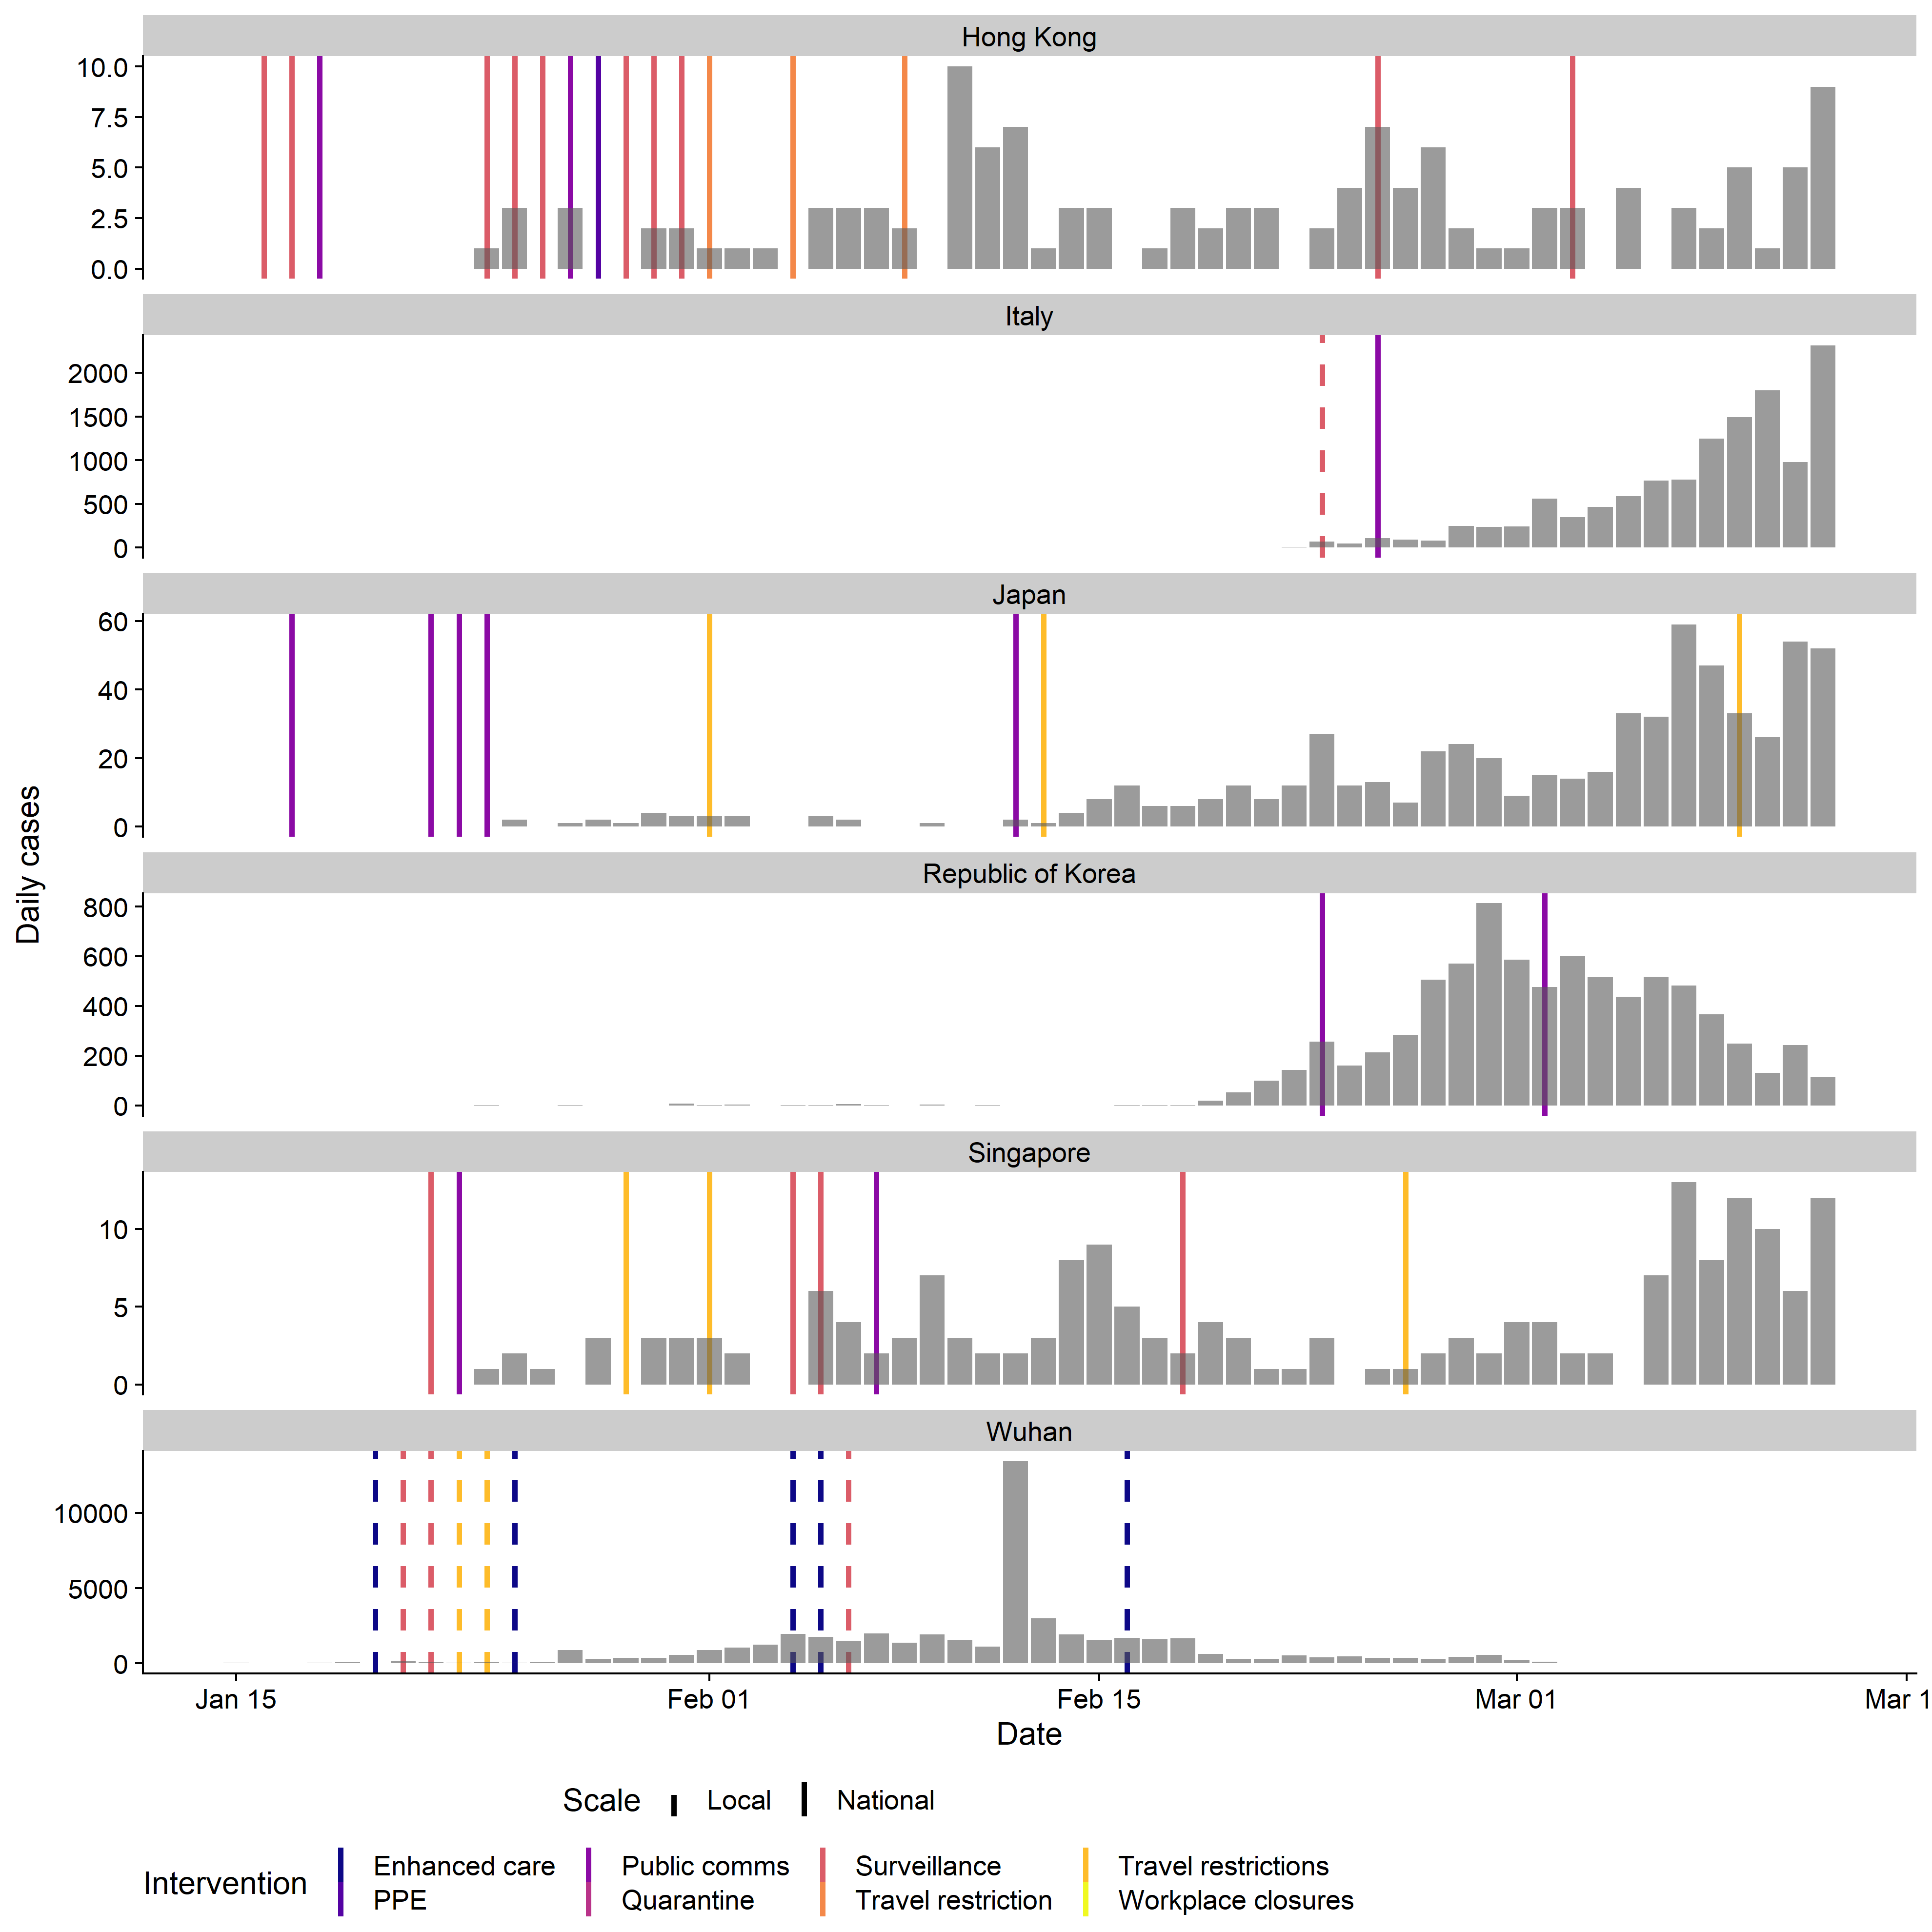 Hong Kong
10.0
7.5
5.0
2.5
0.0
Italy
2000
1500
1000
500
0
Japan
60
40
20
0
Republic of Korea
800
600
400
200
0
Singapore
10
5
0
Wuhan
10000
5000
0
Daily cases
Jan 15 Feb 01 Feb 15 Mar 01 Mar 1
Date
Scale Local National
Intervention
Enhanced care Public comms Surveillance Travel restrictions
PPE Quarantine Travel restriction Workplace closures